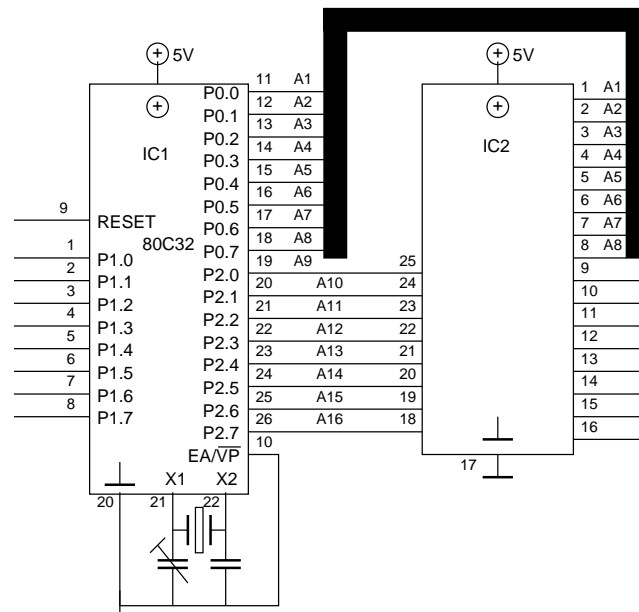 5V 5V
11 A1 P0.0 1 A1
12 A2 P0.1 2 A2
13 A3 P0.2 3 A3
IC1 14 A4 P0.3 IC2 4 A4
15 A5 P0.4 5 A5
16 A6 P0.5 6 A6
9 RESET 17 A7 P0.6 7 A7
80C32 18 A8 P0.7 8 A8
1 P1.0 19 A9 P2.0 25 9
2 P1.1 20 A10 P2.1 24 10
3 P1.2 21 A11 P2.2 23 11
4 P1.3 22 A12 P2.3 22 12
5 P1.4 23 A13 P2.4 21 13
6 P1.5 24 A14 P2.5 20 14
7 P1.6 25 A15 P2.6 19 15
8 P1.7 26 A16 P2.7 18 16
10 EA/VP
17
X1 X2
20 21 22